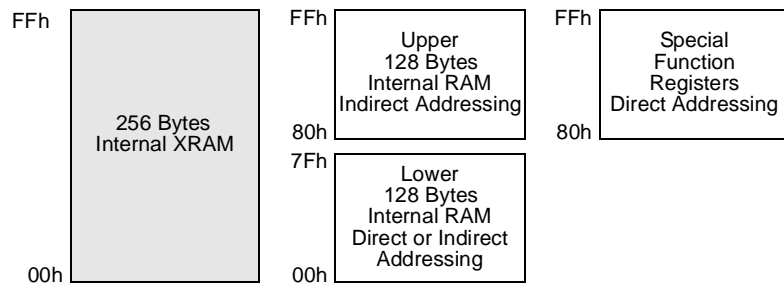 FFh
256 Bytes
Internal XRAM
00h
FFh
Upper
128 Bytes
Internal RAM
Indirect Addressing
80h
7Fh
Lower
128 Bytes
Internal RAM
Direct or Indirect
Addressing
00h
FFh
Special
Function
Registers
Direct Addressing
80h